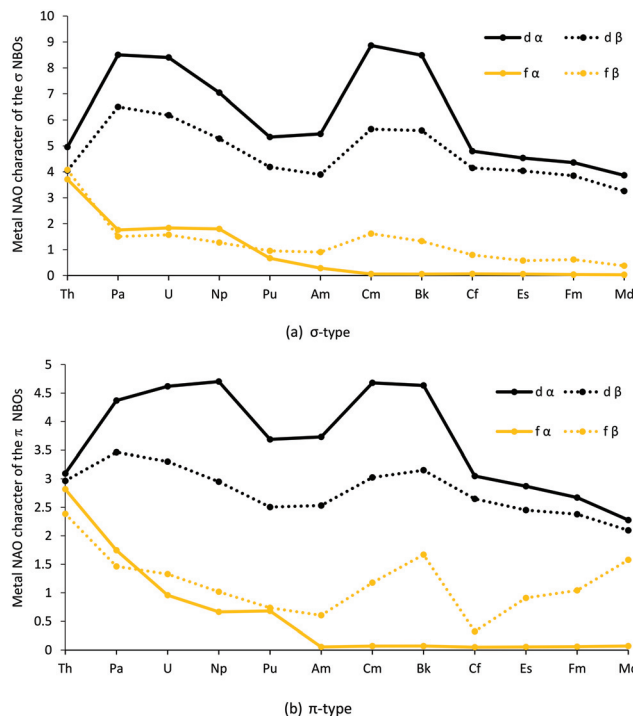 Metal NAO character of the σ NBOs
10
9
8
7
6
5
4
3
2
1
0
d α
d β
f α
f β
Th Pa U Np Pu Am Cm Bk Cf Es Fm Md
(a) σ-type
Metal NAO character of the π NBOs
5
4.5
4
3.5
3
2.5
2
1.5
1
0.5
0
d α
d β
f α
f β
Th Pa U Np Pu Am Cm Bk Cf Es Fm Md
(b) π-type